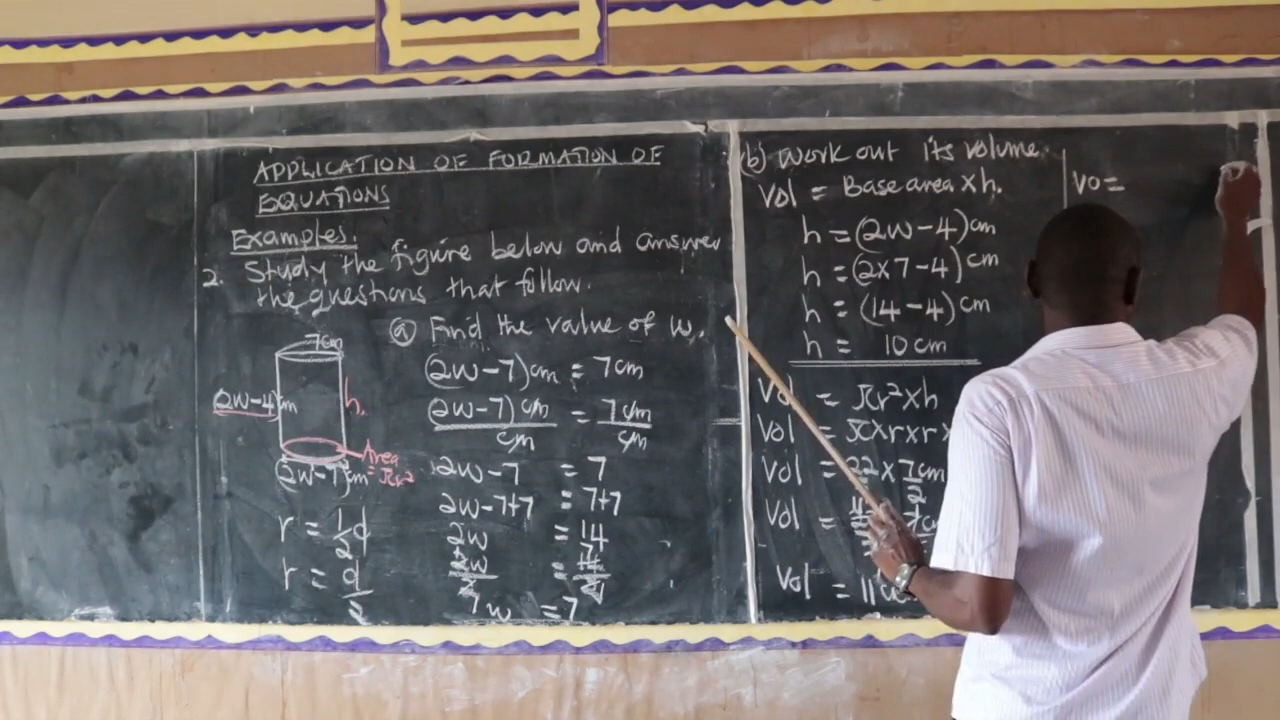 APPLICATION OF FORMATION OF
EQUATIONS
Examples:
2. Study the figure below and answer
the questions that follow.
7cm
(2w-4)cm
h.
Area
= πr²
(2w-7)cm
r = 1/2 d
r = d/2
(a) Find the value of w.
(2w-7)cm = 7cm
(2w-7)cm/cm = 7cm/cm
2w-7 = 7
2w-7+7 = 7+7
2w = 14
2w/2 = 14/2
w = 7
(b) Work out its volume.
Vol = Base area x h.
h = (2w-4)cm
h = (2x7-4)cm
h = (14-4)cm
h = 10cm
Vol = πr² x h
Vol = π x r x r x
Vol = 22 x 7cm/2
Vol =
Vol = 11
Vo=